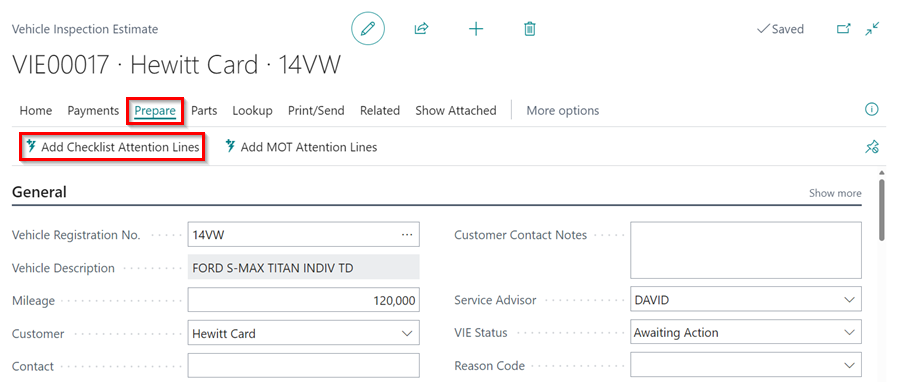 Vehicle Inspection Estimate
Saved
VIE00017 · Hewitt Card · 14VW
Home Payments Prepare Parts Lookup Print/Send Related Show Attached More options
Add Checklist Attention Lines Add MOT Attention Lines
General Show more
Vehicle Registration No. 14VW ...
Customer Contact Notes
Vehicle Description FORD S-MAX TITAN INDIV TD
Mileage 120,000
Service Advisor DAVID
Customer Hewitt Card
VIE Status Awaiting Action
Contact
Reason Code